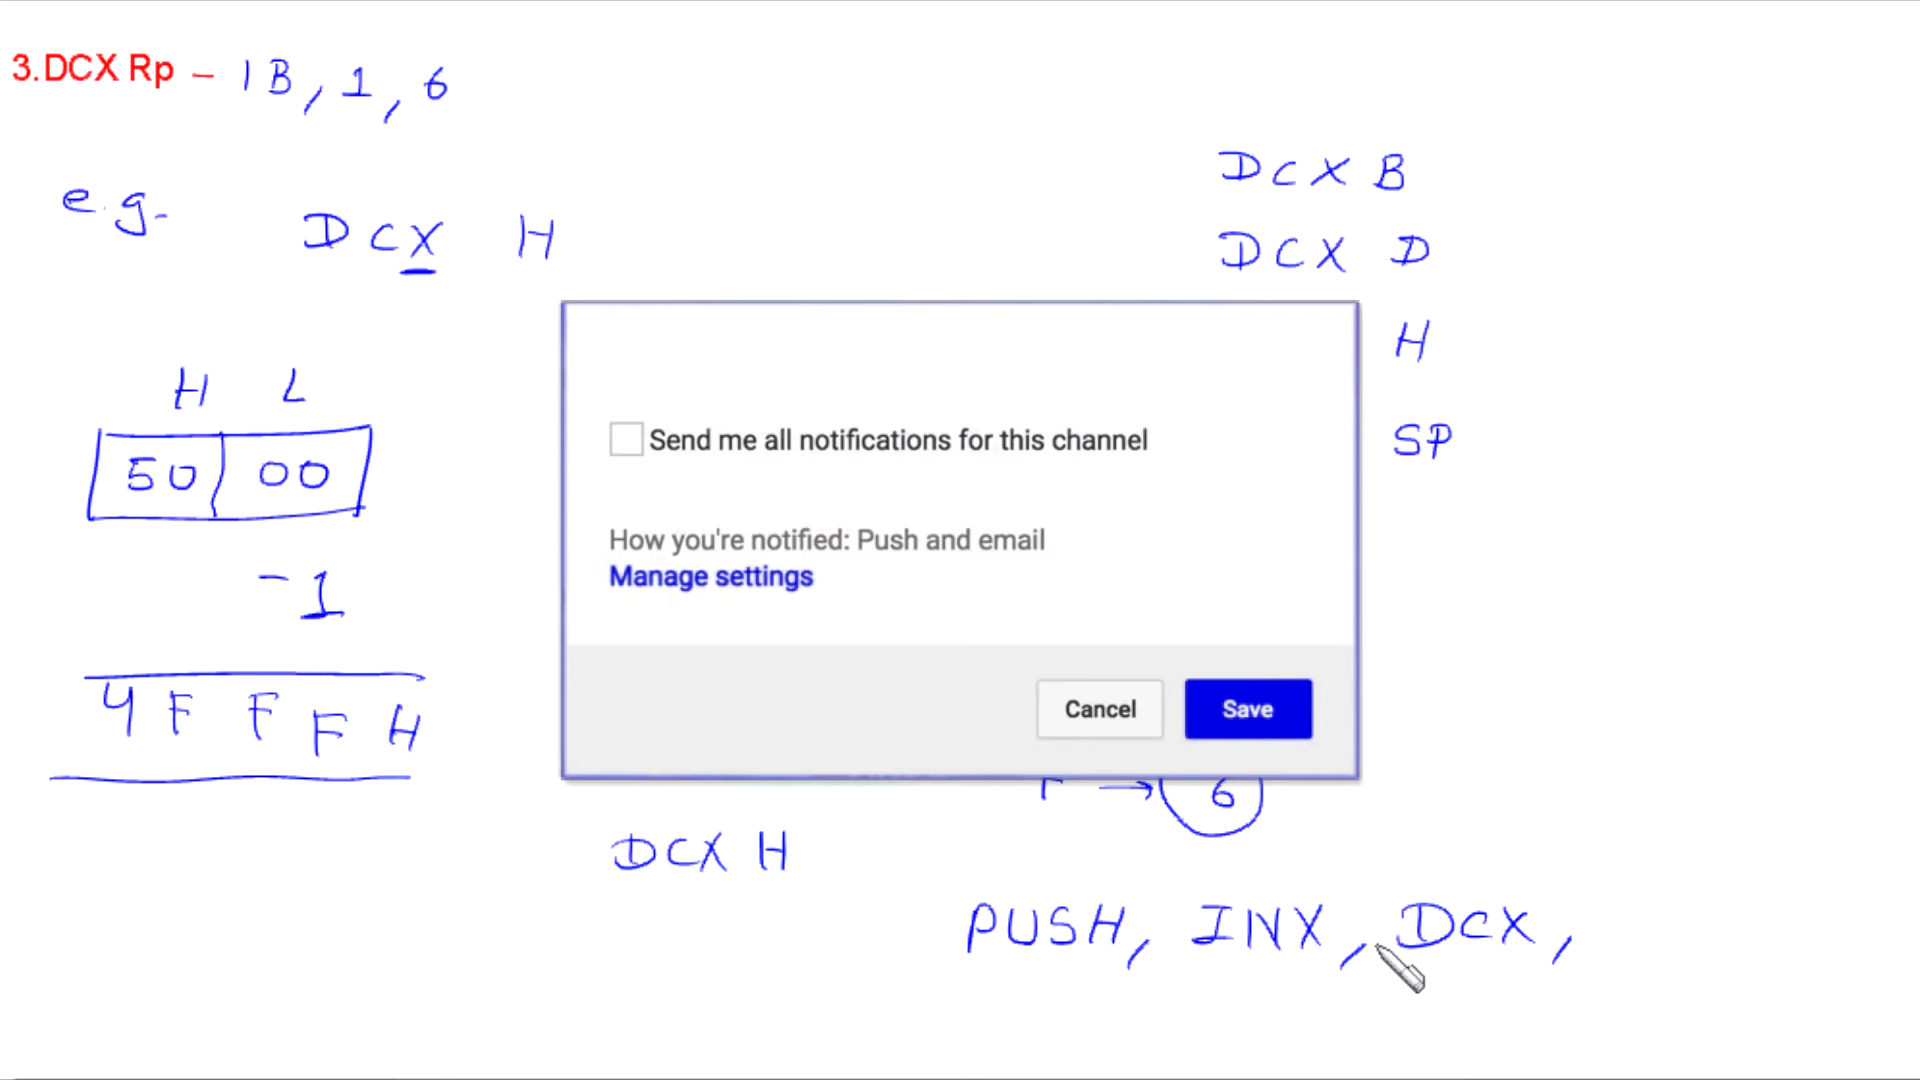 3.DCX Rp – 1B, 1, 6
e.g. DCX H
DCX B
DCX D
H
SP
H L
50 00
-1
4FFFH
Send me all notifications for this channel
How you're notified: Push and email
Manage settings
Cancel Save
→ 6
DCX H
PUSH, INX, DCX,